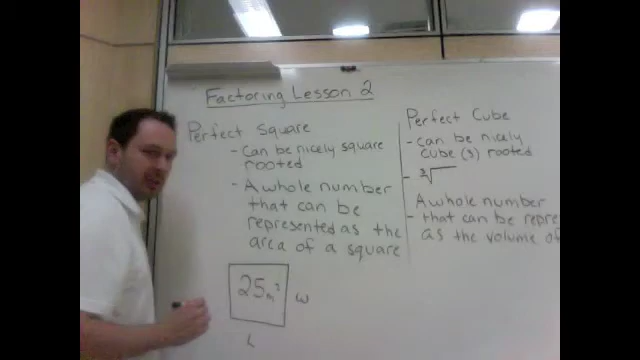 Factoring Lesson 2
Perfect Square
- Can be nicely square
rooted
- A whole number
that can be
represented as the
area of a square
25m²
w
L
Perfect Cube
- can be nicely
cube (3) rooted
- ³√
A whole number
- that can be repre
as the volume of